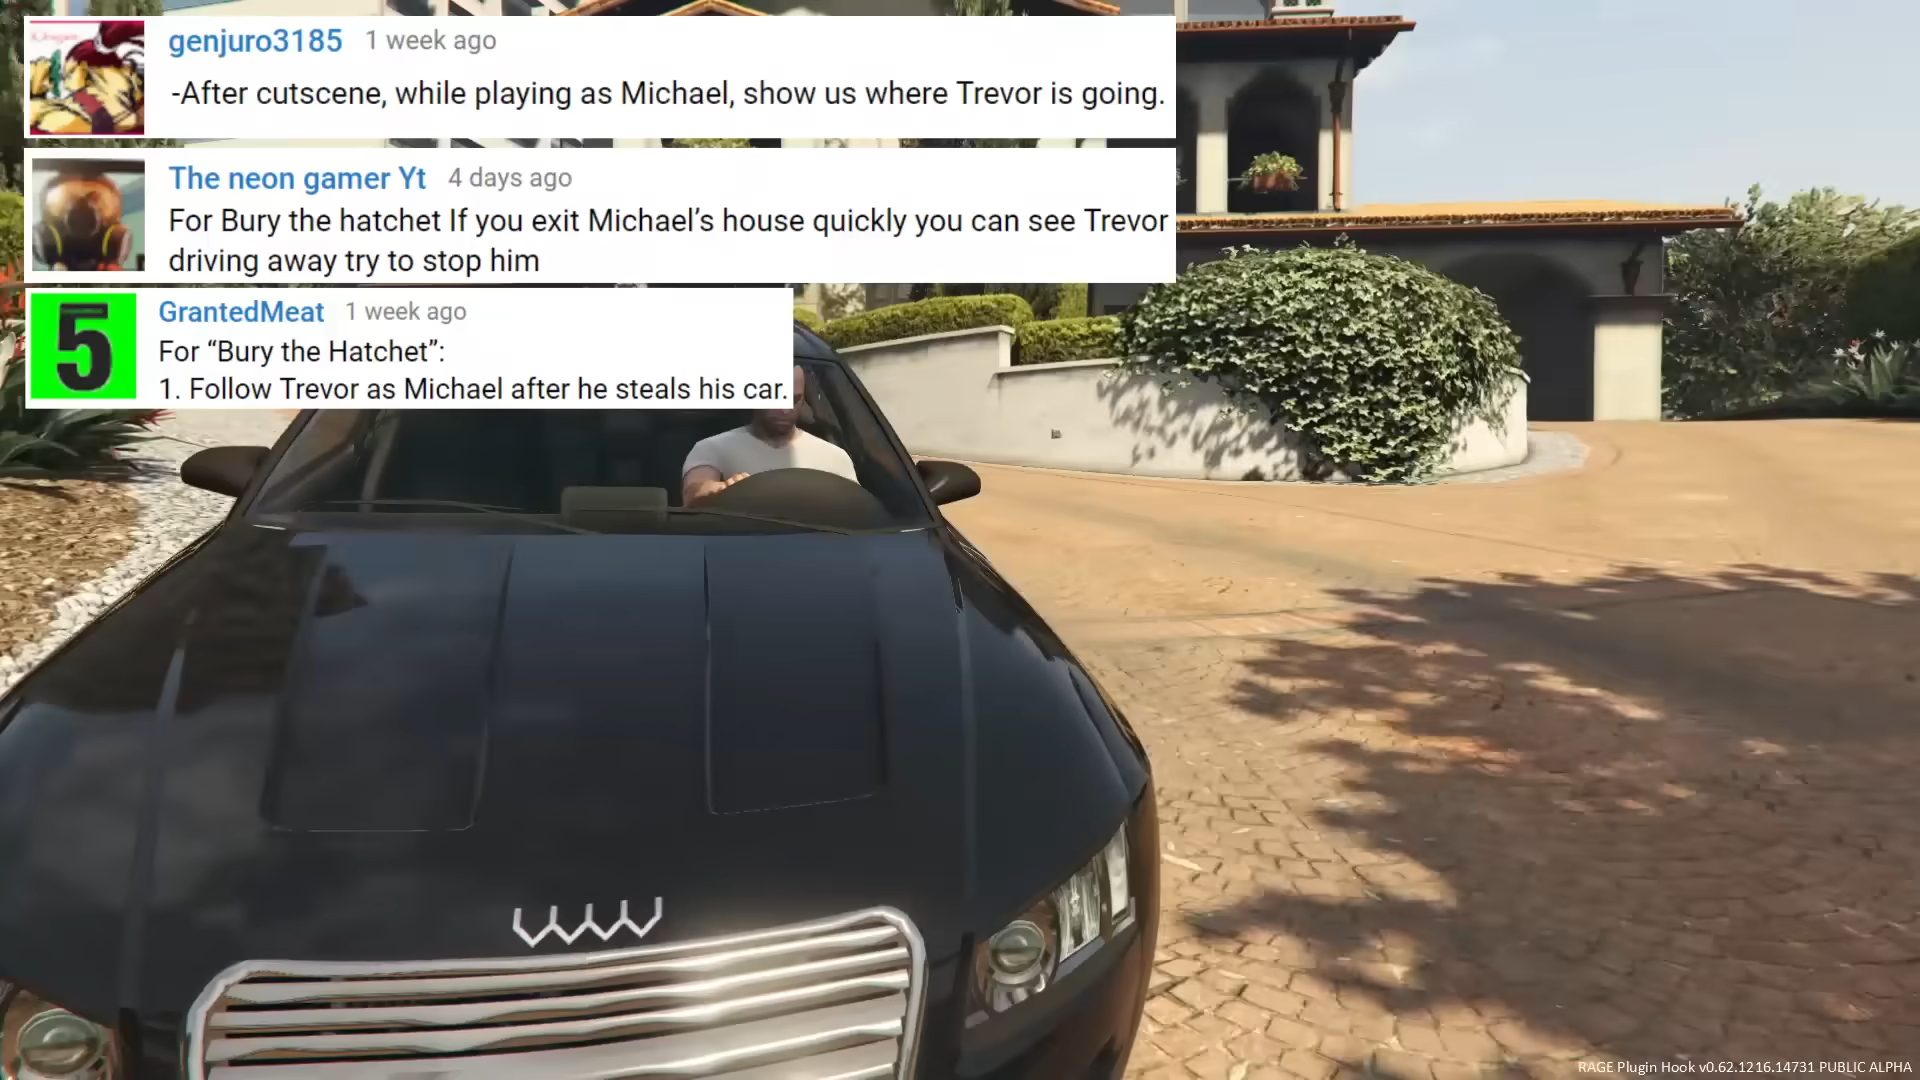 genjuro3185 1 week ago
-After cutscene, while playing as Michael, show us where Trevor is going.
The neon gamer Yt 4 days ago
For Bury the hatchet If you exit Michael's house quickly you can see Trevor
driving away try to stop him
5
GrantedMeat 1 week ago
For “Bury the Hatchet”:
1. Follow Trevor as Michael after he steals his car.
RAGE Plugin Hook v0.62.1216.14731 PUBLIC ALPHA